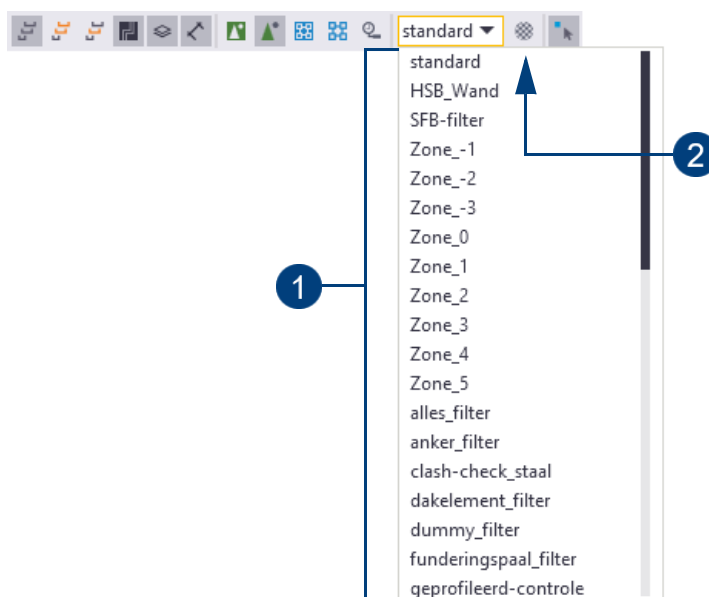 standard
standard
HSB_Wand
2
SFB-filter
Zone_-1
Zone_-2
Zone_-3
Zone_0
Zone_1
1
Zone_2
Zone_3
Zone_4
Zone_5
alles_filter
anker_filter
clash-check_staal
dakelement_filter
dummy_filter
funderingspaal_filter
geprofileerd-controle